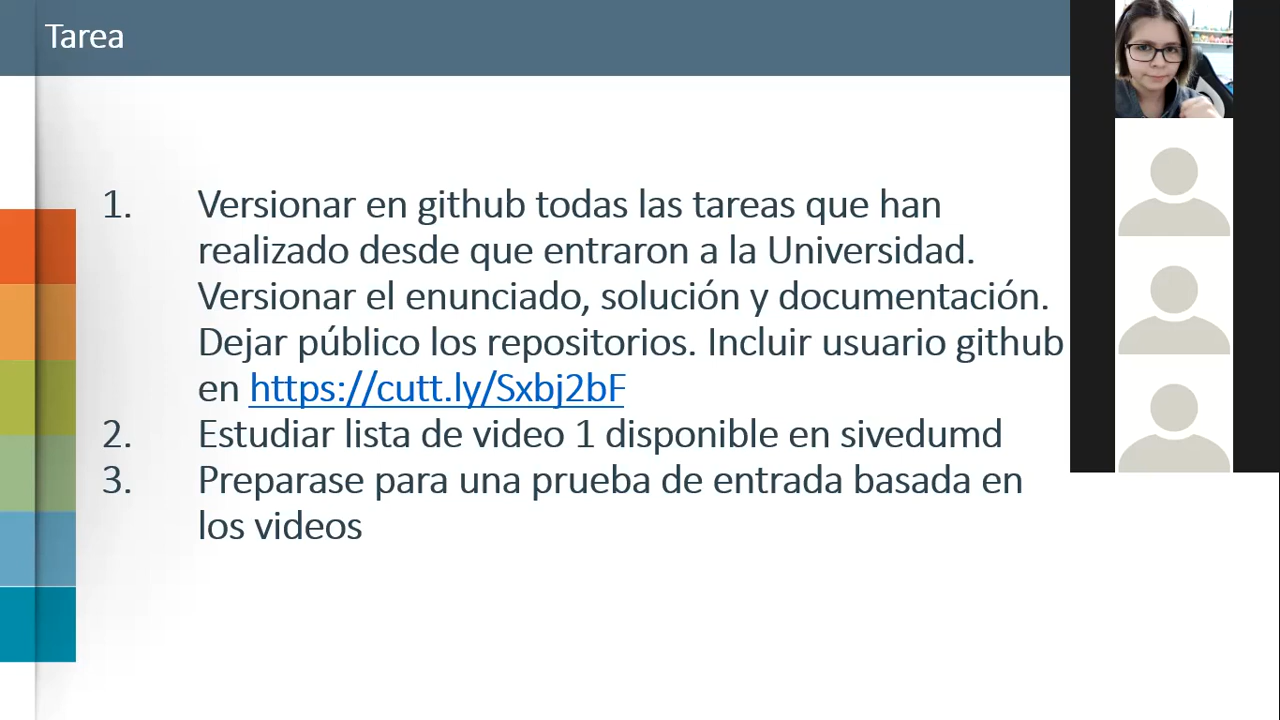 Tarea
1. Versionar en github todas las tareas que han
realizado desde que entraron a la Universidad.
Versionar el enunciado, solución y documentación.
Dejar público los repositorios. Incluir usuario github
en https://cutt.ly/Sxbj2bF
2. Estudiar lista de video 1 disponible en sivedumd
3. Preparase para una prueba de entrada basada en
los videos